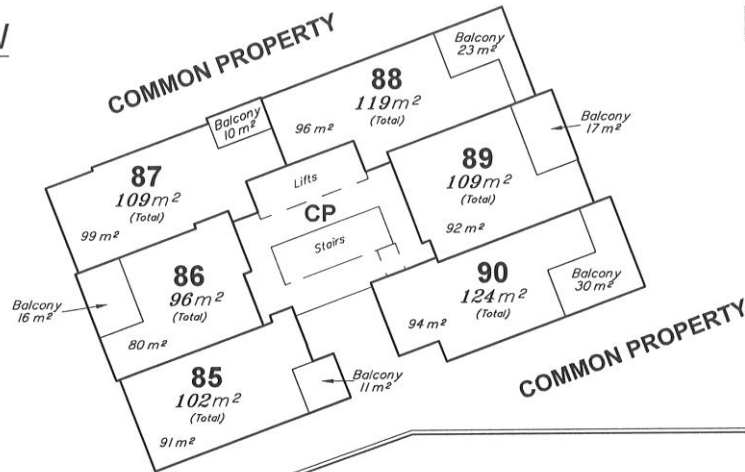 COMMON PROPERTY
Balcony
23 m²
88
119m²
(Total)
96 m²
Balcony
10 m²
Balcony
17 m²
87
109m²
(Total)
99 m²
89
109m²
(Total)
92 m²
Lifts
CP
Stairs
86
96m²
(Total)
80 m²
Balcony
16 m²
90
124m²
(Total)
94 m²
Balcony
30 m²
85
102m²
(Total)
91 m²
Balcony
11 m²
COMMON PROPERTY